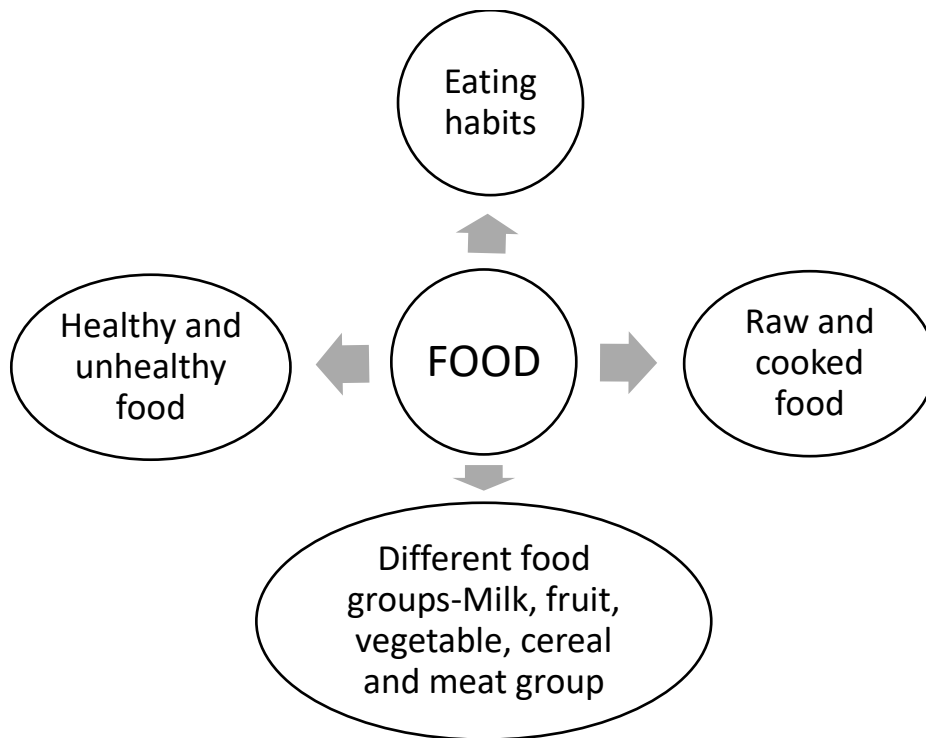 Eating
habits
Healthy and
unhealthy
food
FOOD
Raw and
cooked
food
Different food
groups-Milk, fruit,
vegetable, cereal
and meat group